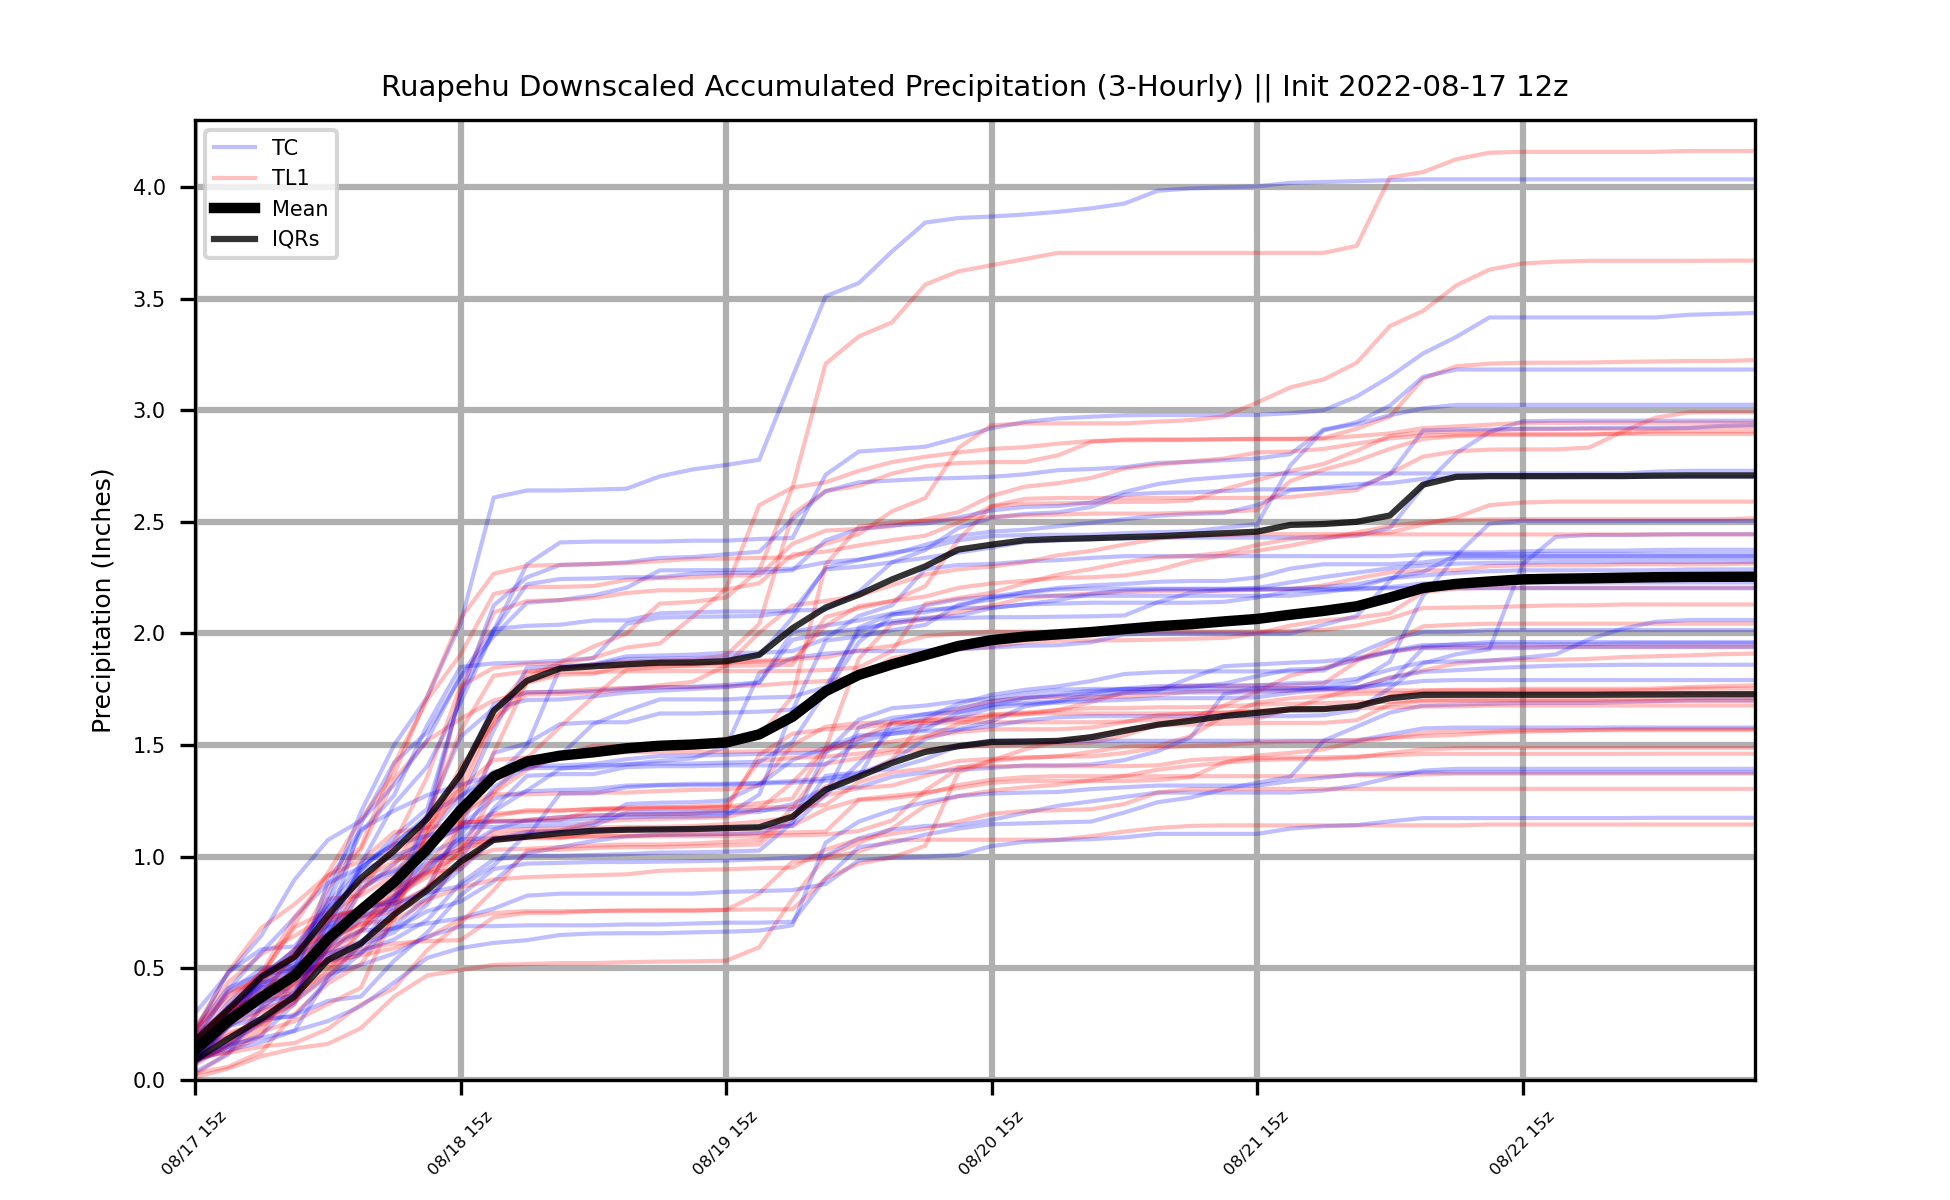 Ruapehu Downscaled Accumulated Precipitation (3-Hourly) || Init 2022-08-17 12z
TC
TL1
Mean
IQRs
Precipitation (Inches)
4.0
3.5
3.0
2.5
2.0
1.5
1.0
0.5
0.0
08/17 15z
08/18 15z
08/19 15z
08/20 15z
08/21 15z
08/22 15z